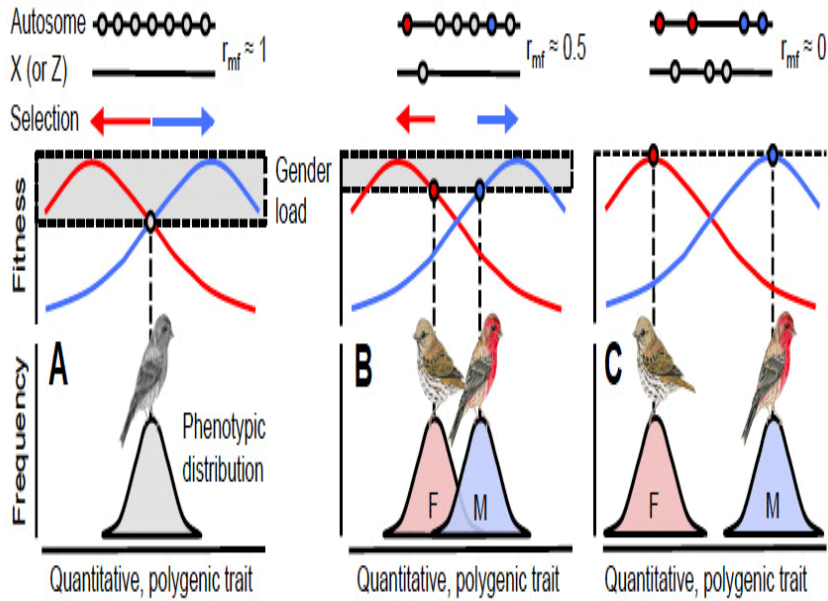 Autosome
X (or Z)
r_mf ≈ 1
r_mf ≈ 0.5
r_mf ≈ 0
Selection
Gender
load
Fitness
A
B
C
Frequency
Phenotypic
distribution
F
M
F
M
Quantitative, polygenic trait
Quantitative, polygenic trait
Quantitative, polygenic trait